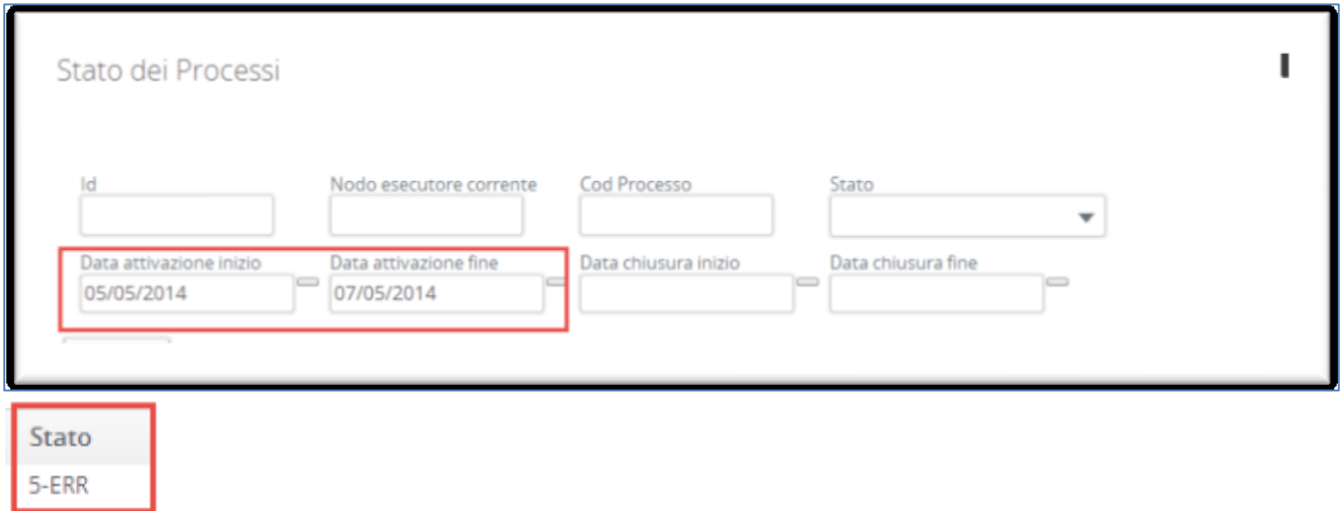 Stato dei Processi
Id Nodo esecutore corrente Cod Processo Stato
Data attivazione inizio Data attivazione fine Data chiusura inizio Data chiusura fine
05/05/2014 07/05/2014
Stato
5-ERR